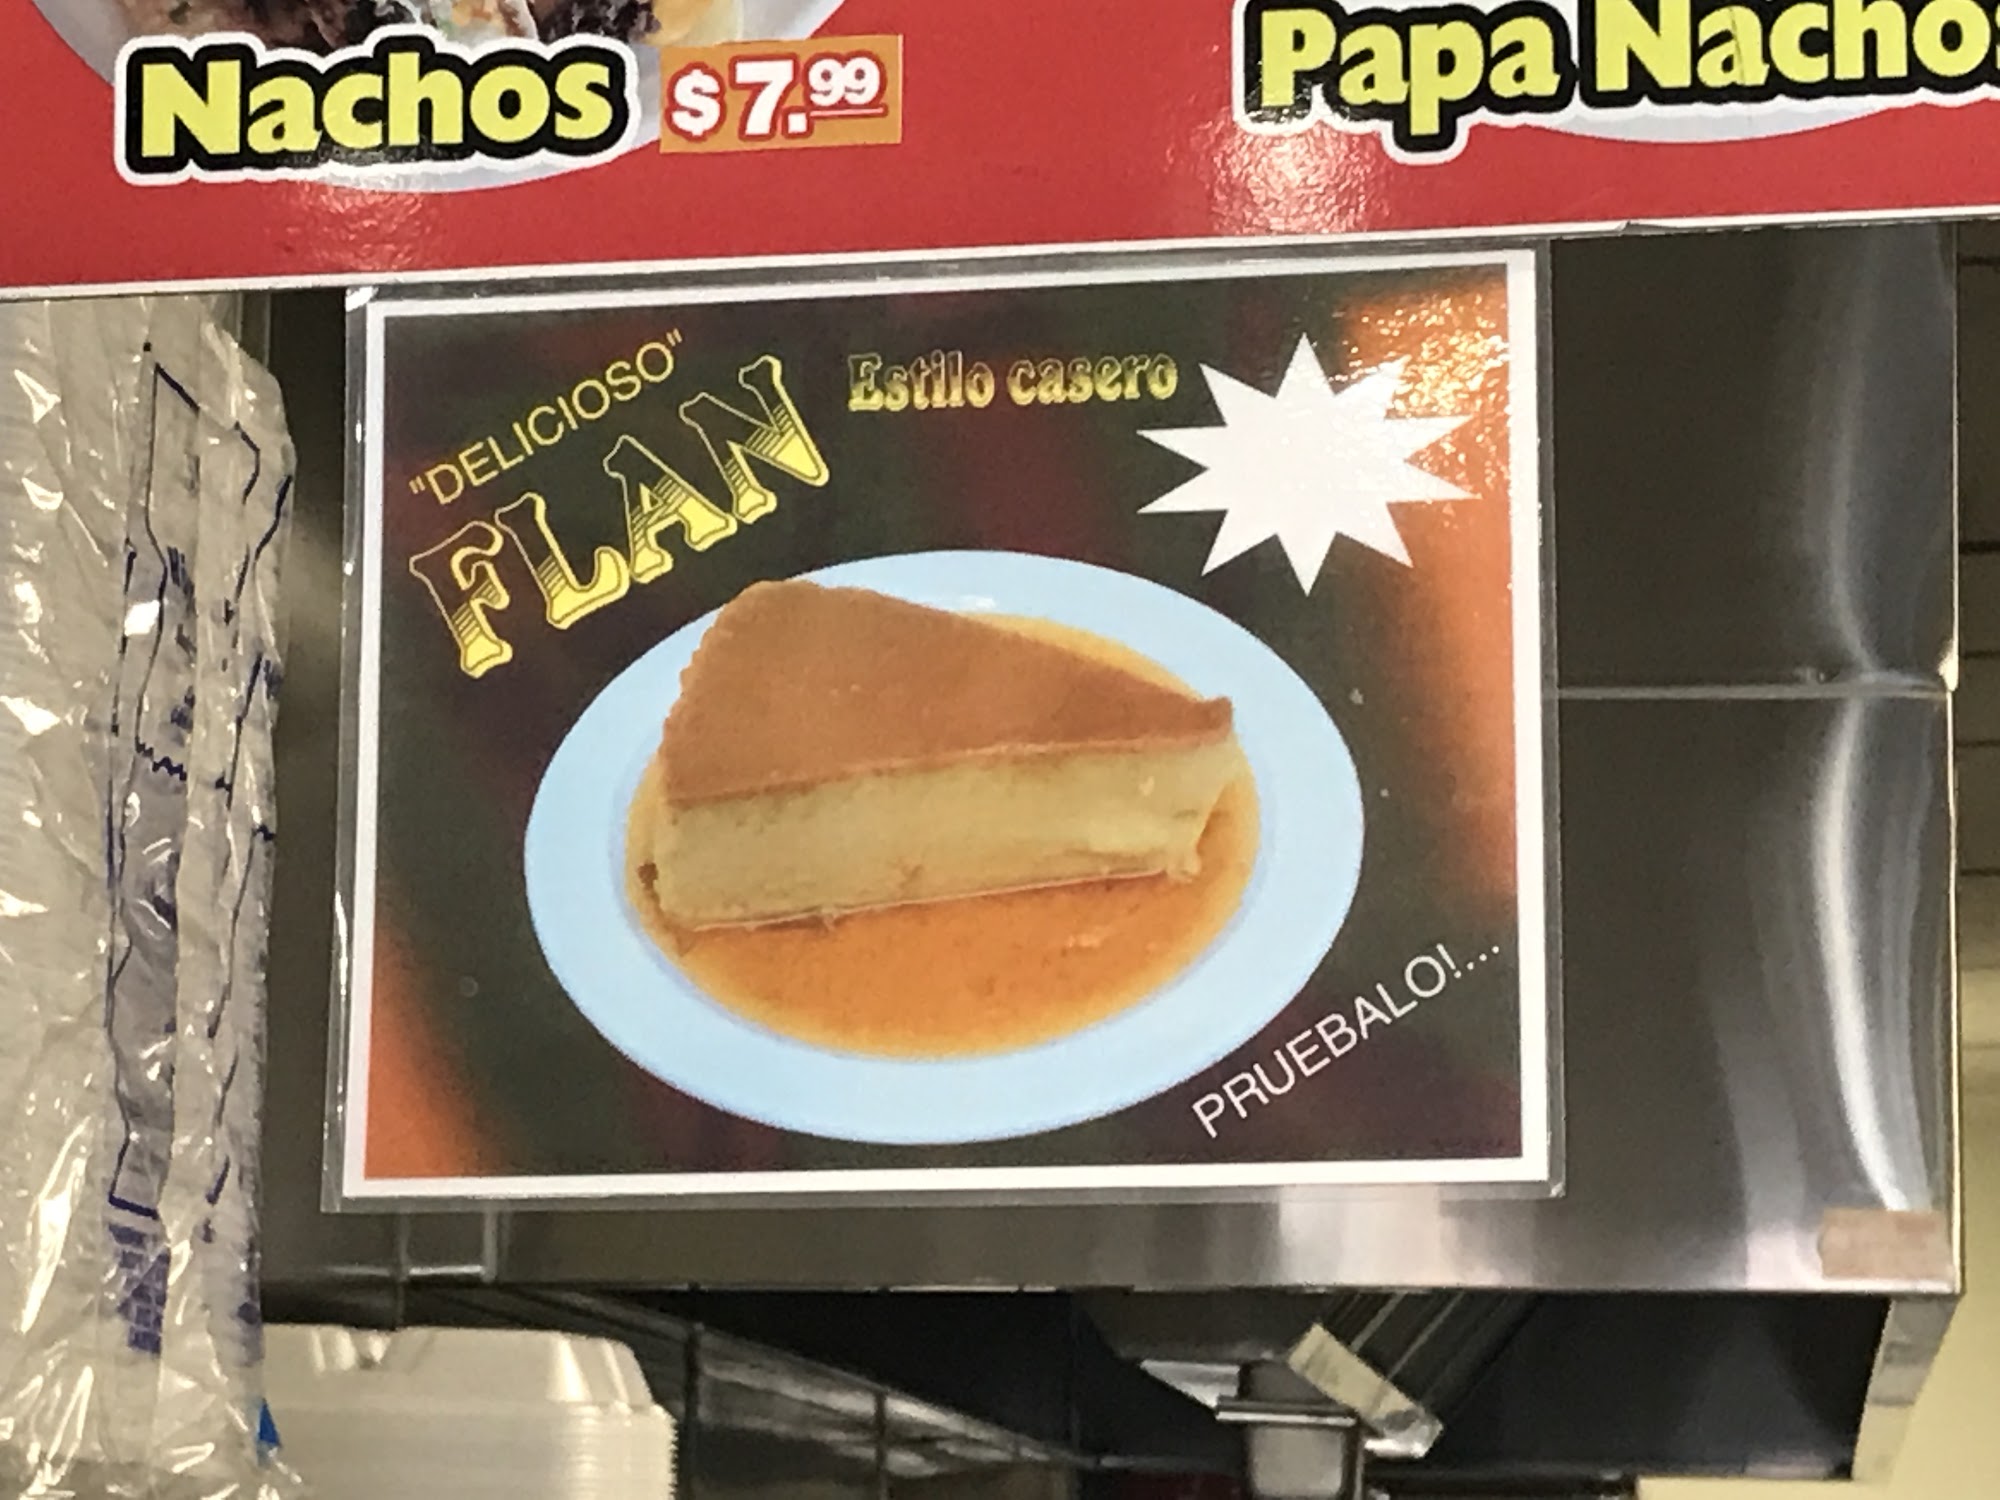 Nachos $7.99
Papa Nachos
"DELICIOSO"
FLAN
Estilo casero
PRUEBALO!...